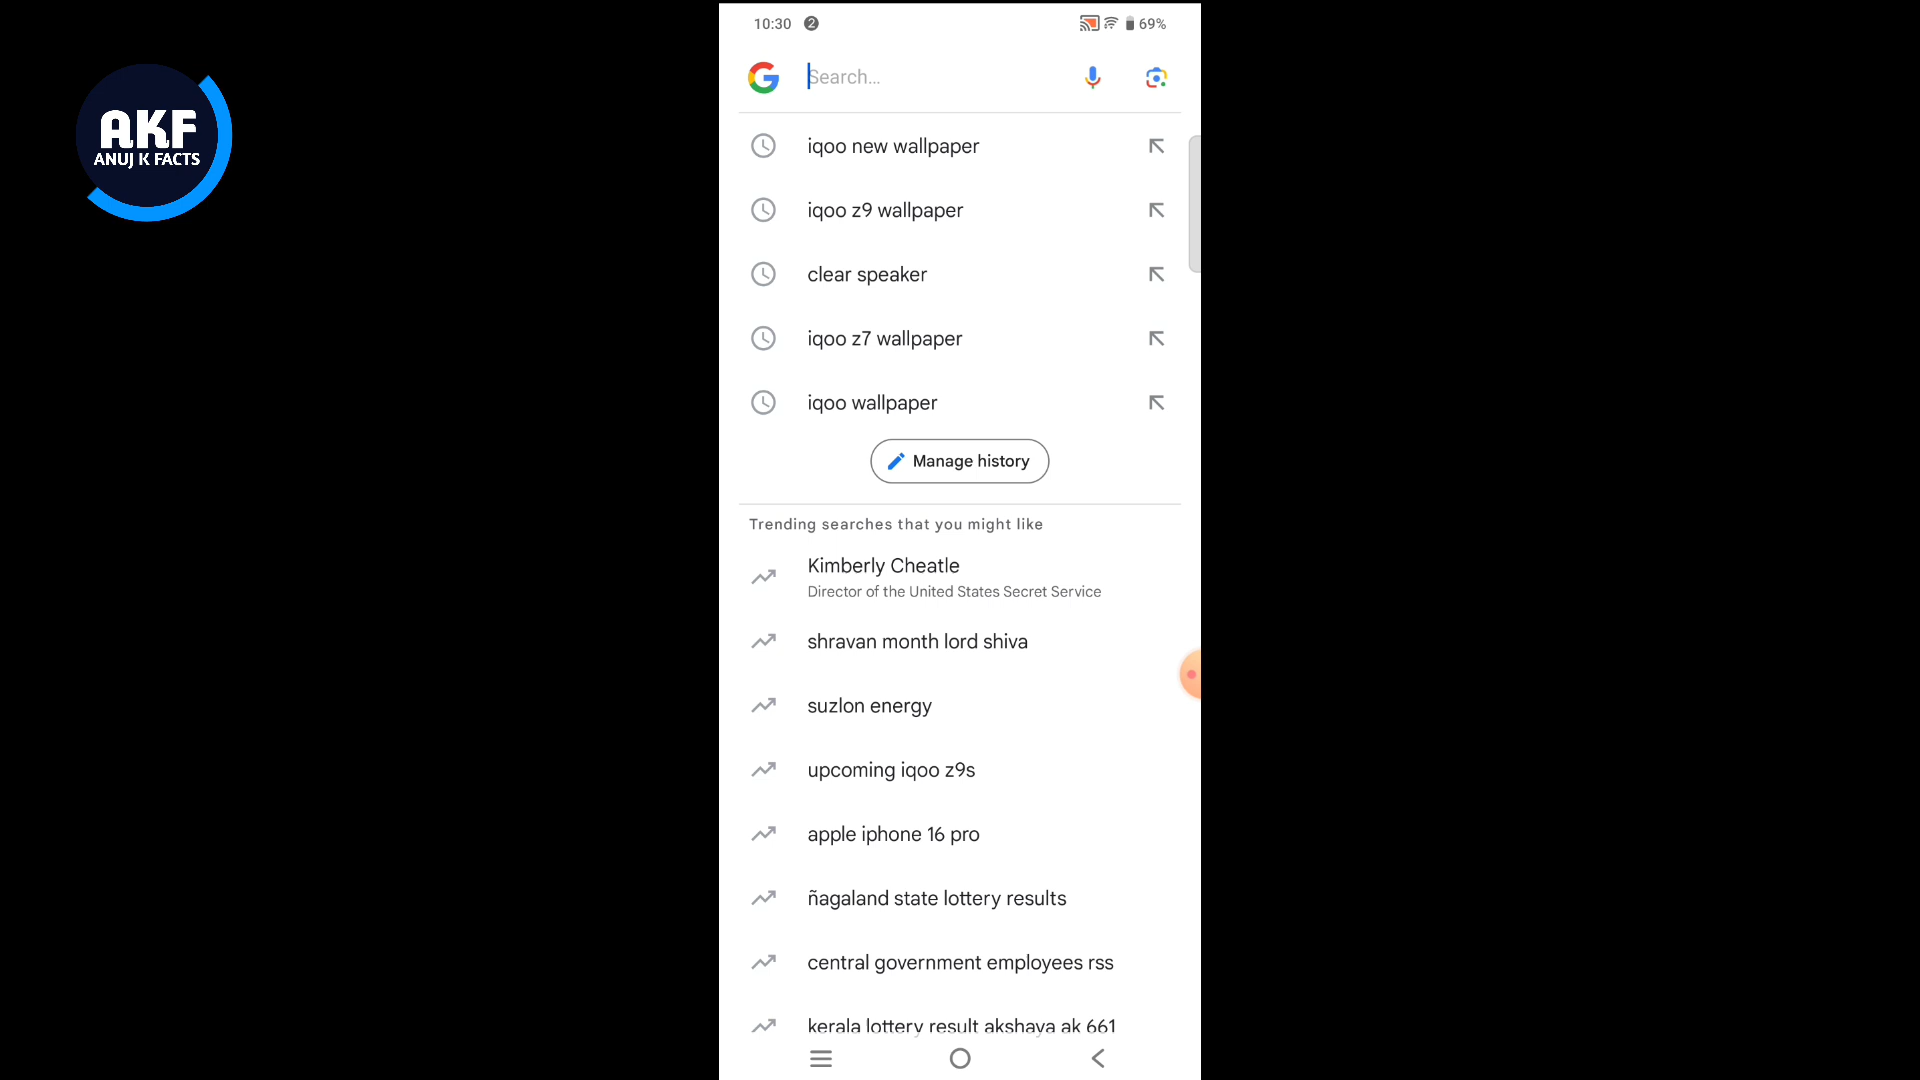 AKF
ANUJ K FACTS
10:30 2 69%
Search...
iqoo new wallpaper
iqoo z9 wallpaper
clear speaker
iqoo z7 wallpaper
iqoo wallpaper
Manage history
Trending searches that you might like
Kimberly Cheatle
Director of the United States Secret Service
shravan month lord shiva
suzlon energy
upcoming iqoo z9s
apple iphone 16 pro
ñagaland state lottery results
central government employees rss
kerala lottery result akshaya ak 661